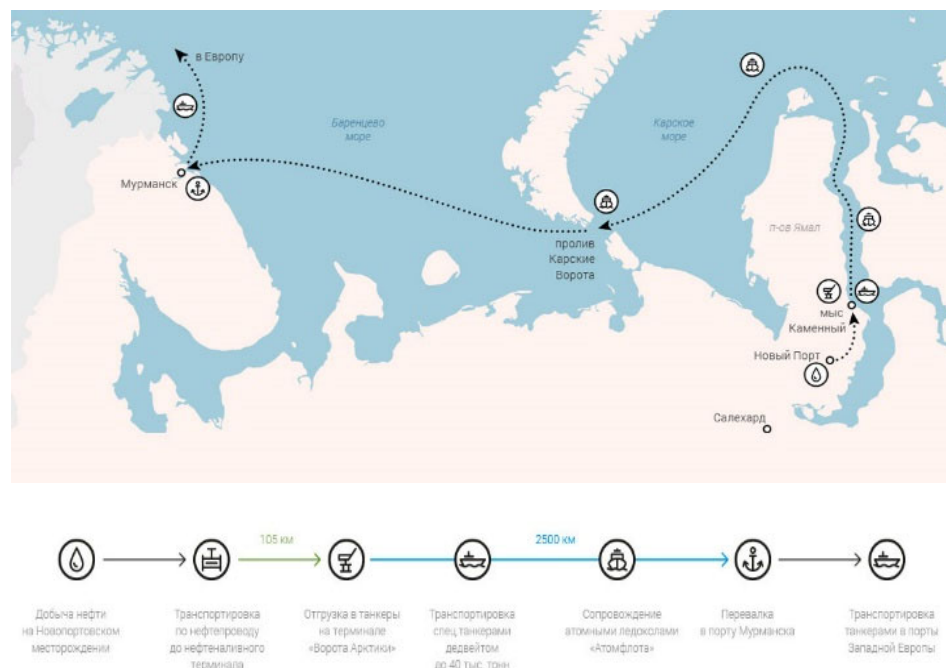 в Европу
Баренцево
море
Карское
море
Мурманск
п-ов Ямал
пролив
Карские
Ворота
мыс
Каменный
Новый Порт
Салехард
105 км
2500 км
Добыча нефти
на Новопортовском
месторождении
Транспортировка
по нефтепроводу
до нефтеналивного
терминала
Отгрузка в танкеры
на терминале
«Ворота Арктики»
Транспортировка
спец.танкерами
дедвейтом
до 40 тыс. тонн
Сопровождение
атомными ледоколами
«Атомфлота»
Перевалка
в порту Мурманска
Транспортировка
танкерами в порты
Западной Европы